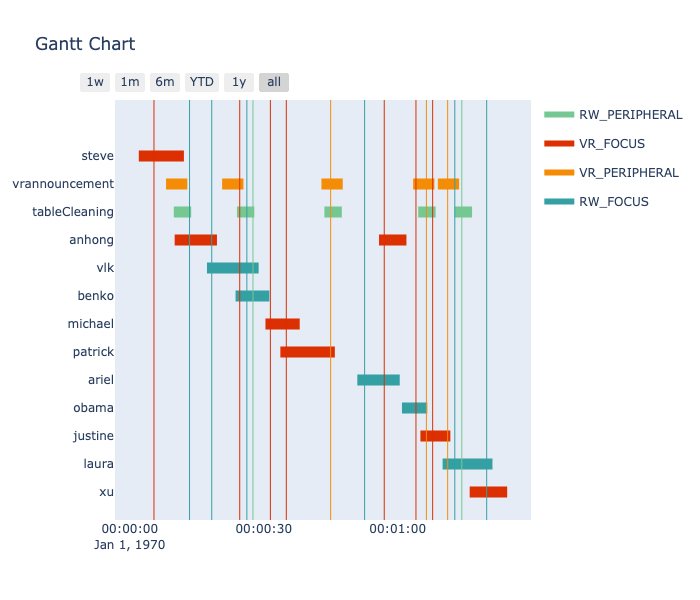 Gantt Chart
1w 1m 6m YTD 1y all
RW_PERIPHERAL
VR_FOCUS
VR_PERIPHERAL
RW_FOCUS
steve
vrannouncement
tableCleaning
anhong
vlk
benko
michael
patrick
ariel
obama
justine
laura
xu
00:00:00 00:00:30 00:01:00
Jan 1, 1970